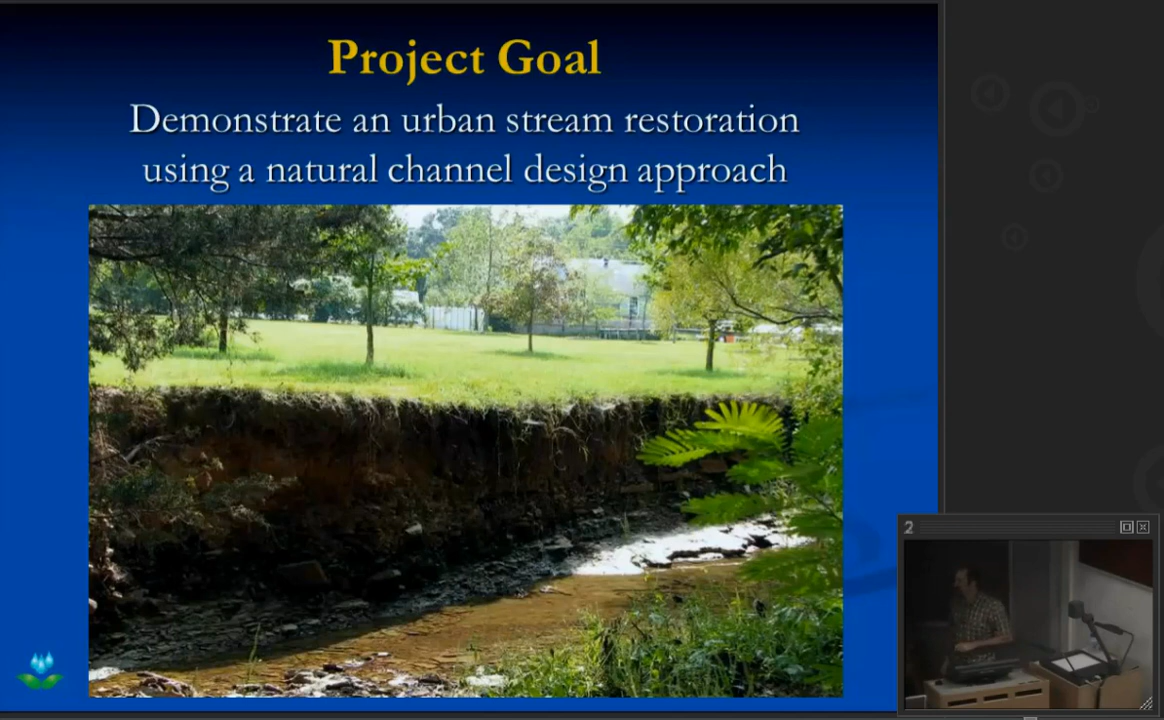 Project Goal
Demonstrate an urban stream restoration
using a natural channel design approach
2